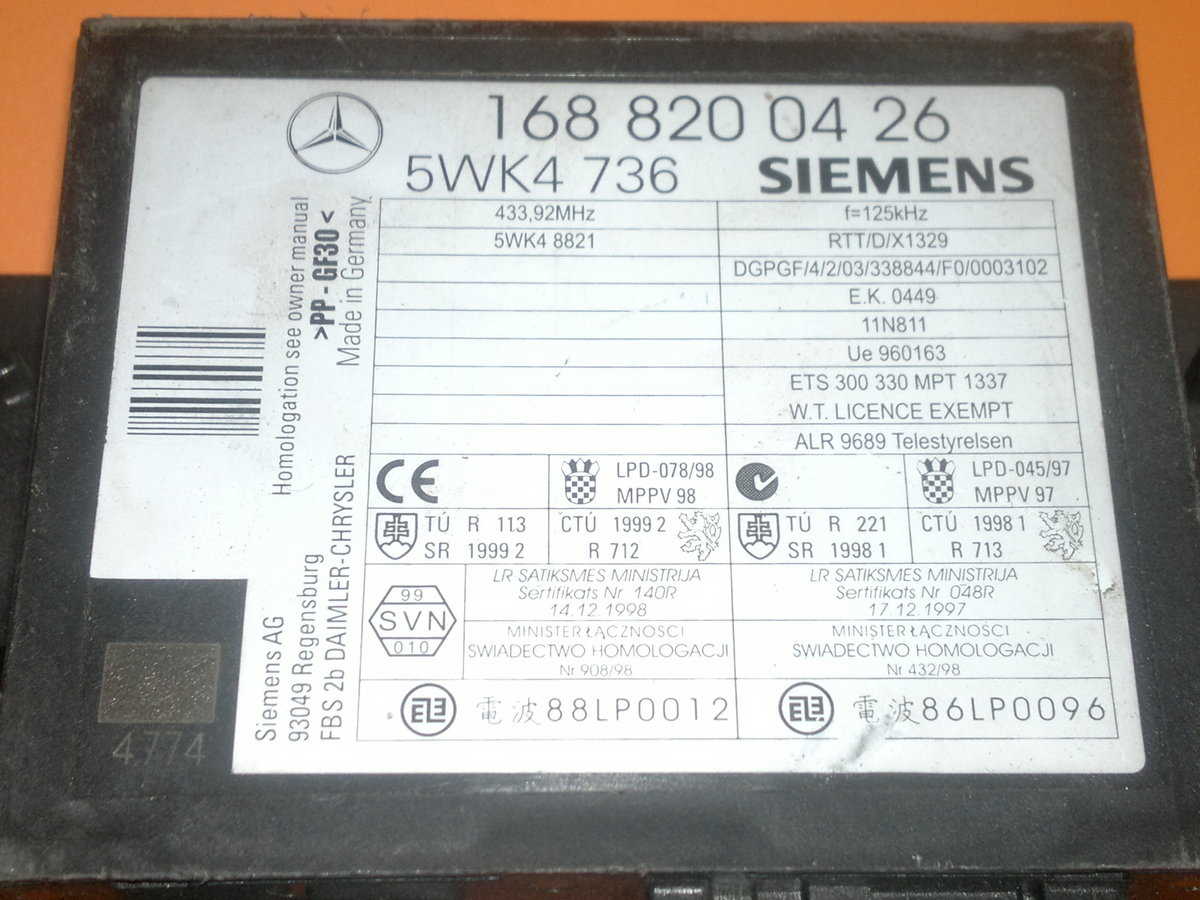 168 820 04 26
5WK4 736 SIEMENS
433,92MHz f=125kHz
5WK4 8821 RTT/D/X1329
DGPGF/4/2/03/338844/F0/0003102
E.K. 0449
11N811
Ue 960163
ETS 300 330 MPT 1337
W.T. LICENCE EXEMPT
ALR 9689 Telestyrelsen
CE
LPD-078/98
MPPV 98
LPD-045/97
MPPV 97
TÚ R 113
SR 1999 2
CTÚ 1999 2
R 712
TÚ R 221
SR 1998 1
CTÚ 1998 1
R 713
99
SVN
010
LR SATIKSMES MINISTRIJA
Sertifikats Nr 140R
14.12.1998
LR SATIKSMES MINISTRIJA
Sertifikats Nr 048R
17 12.1997
MINISTER ŁĄCZNOŚCI
ŚWIADECTWO HOMOLOGACJI
Nr 908/98
MINISTER ŁĄCZNOŚCI
ŚWIADECTWO HOMOLOGACJI
Nr 432/98
電波88LP0012
電波86LP0096
Homologation see owner manual
>PP-GF30<
Made in Germany
Siemens AG
93049 Regensburg
FBS 2b DAIMLER-CHRYSLER
4774